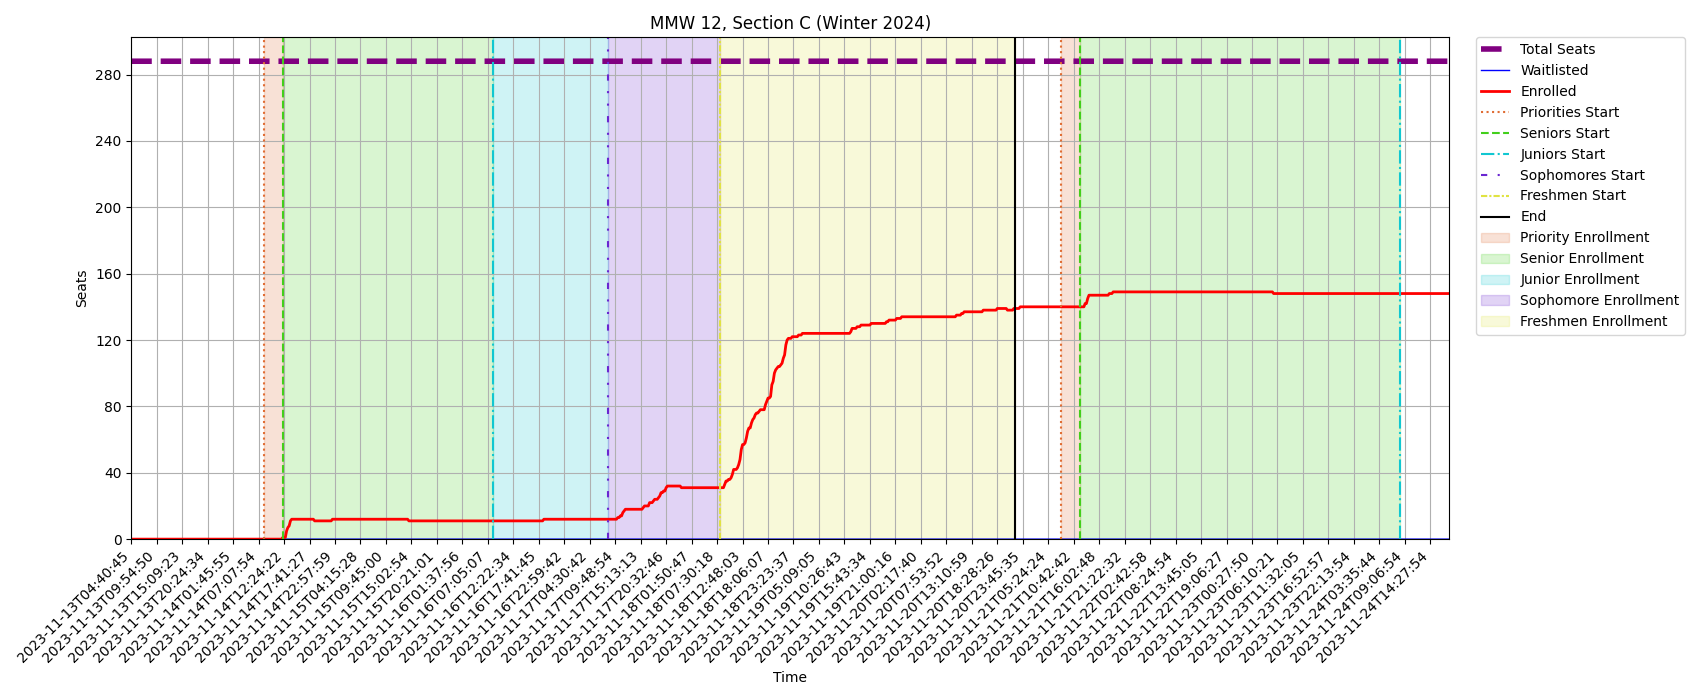 MMW 12, Section C (Winter 2024)
Seats
280
240
200
160
120
80
40
0
2023-11-13T04:40:45
2023-11-13T09:54:50
2023-11-13T15:09:23
2023-11-13T20:24:34
2023-11-14T01:45:55
2023-11-14T07:07:54
2023-11-14T12:24:22
2023-11-14T17:41:27
2023-11-14T22:57:59
2023-11-15T04:15:28
2023-11-15T09:45:00
2023-11-15T15:02:54
2023-11-15T20:21:01
2023-11-16T01:37:56
2023-11-16T07:05:07
2023-11-16T12:22:34
2023-11-16T17:41:45
2023-11-16T22:59:42
2023-11-17T04:30:42
2023-11-17T09:48:54
2023-11-17T15:13:13
2023-11-17T20:32:46
2023-11-18T01:50:47
2023-11-18T07:30:18
2023-11-18T12:48:03
2023-11-18T18:06:07
2023-11-18T23:23:37
2023-11-19T05:09:05
2023-11-19T10:26:43
2023-11-19T15:43:34
2023-11-19T21:00:16
2023-11-20T02:17:40
2023-11-20T07:53:52
2023-11-20T13:10:59
2023-11-20T18:28:26
2023-11-20T23:45:35
2023-11-21T05:24:24
2023-11-21T10:42:42
2023-11-21T16:02:48
2023-11-21T21:22:32
2023-11-22T02:42:58
2023-11-22T08:24:54
2023-11-22T13:45:05
2023-11-22T19:06:27
2023-11-23T00:27:50
2023-11-23T06:10:21
2023-11-23T11:32:05
2023-11-23T16:52:57
2023-11-23T22:13:54
2023-11-24T03:35:44
2023-11-24T09:06:54
2023-11-24T14:27:54
Time
Total Seats
Waitlisted
Enrolled
Priorities Start
Seniors Start
Juniors Start
Sophomores Start
Freshmen Start
End
Priority Enrollment
Senior Enrollment
Junior Enrollment
Sophomore Enrollment
Freshmen Enrollment